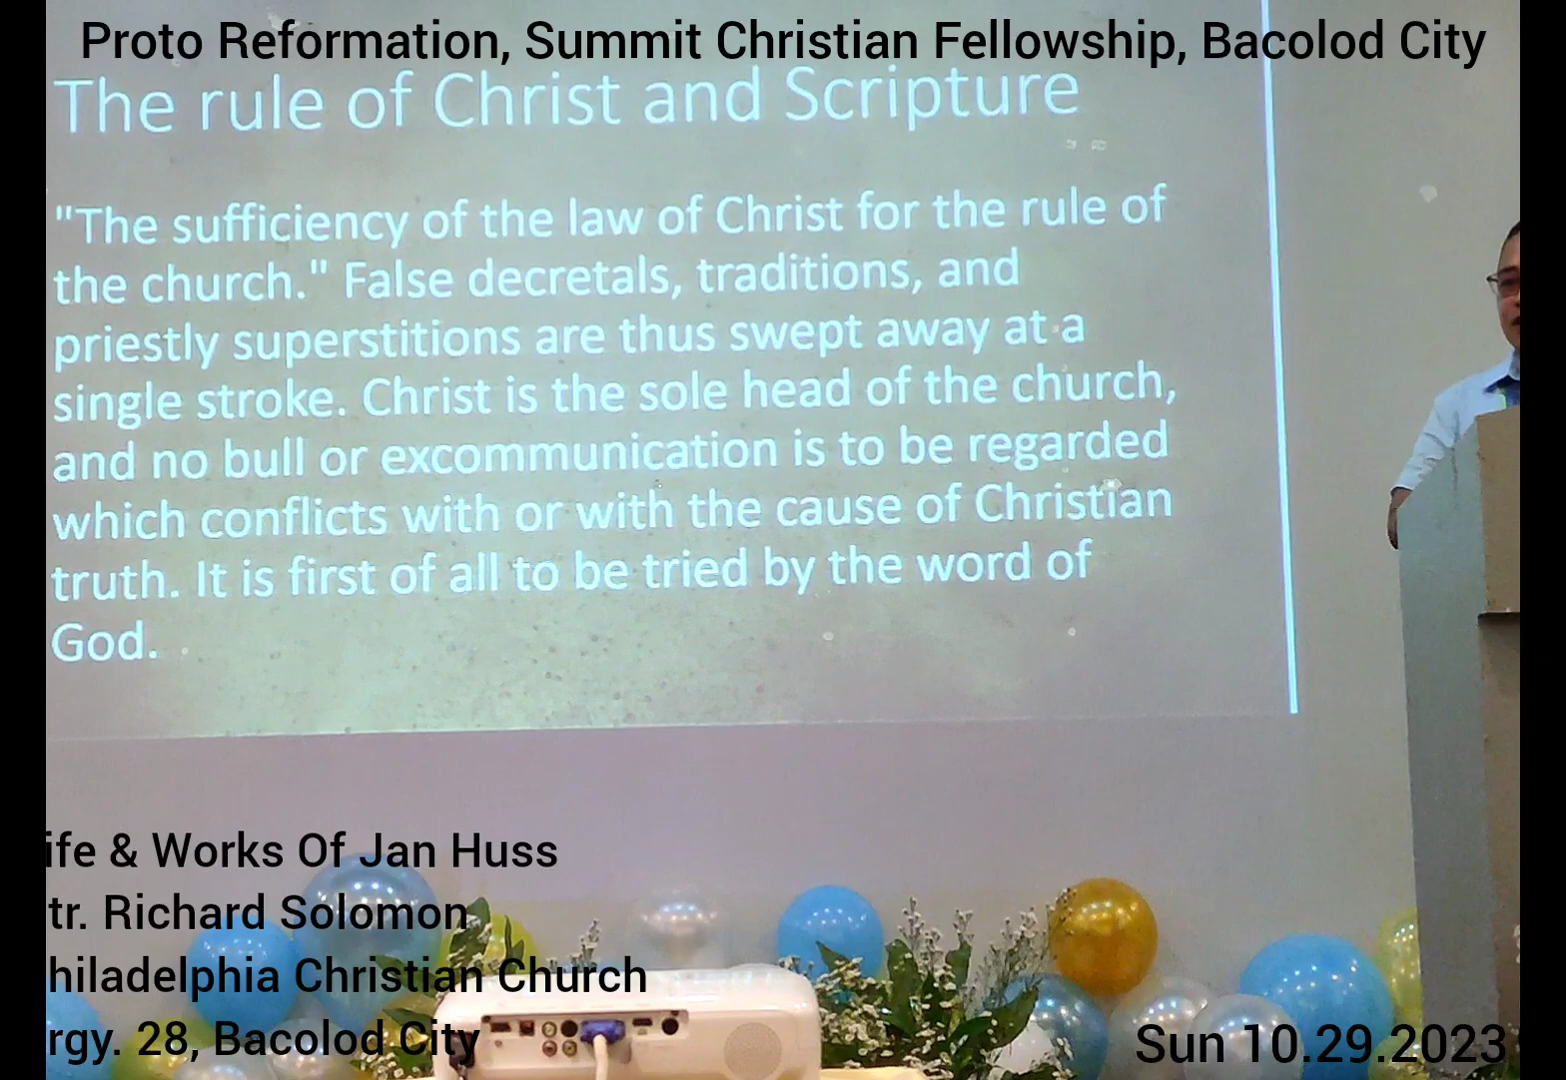 Proto Reformation, Summit Christian Fellowship, Bacolod City
The rule of Christ and Scripture
"The sufficiency of the law of Christ for the rule of
the church." False decretals, traditions, and
priestly superstitions are thus swept away at a
single stroke. Christ is the sole head of the church,
and no bull or excommunication is to be regarded
which conflicts with or with the cause of Christian
truth. It is first of all to be tried by the word of
God.
ife & Works Of Jan Huss
tr. Richard Solomon
hiladelphia Christian Church
rgy. 28, Bacolod City
Sun 10.29.2023